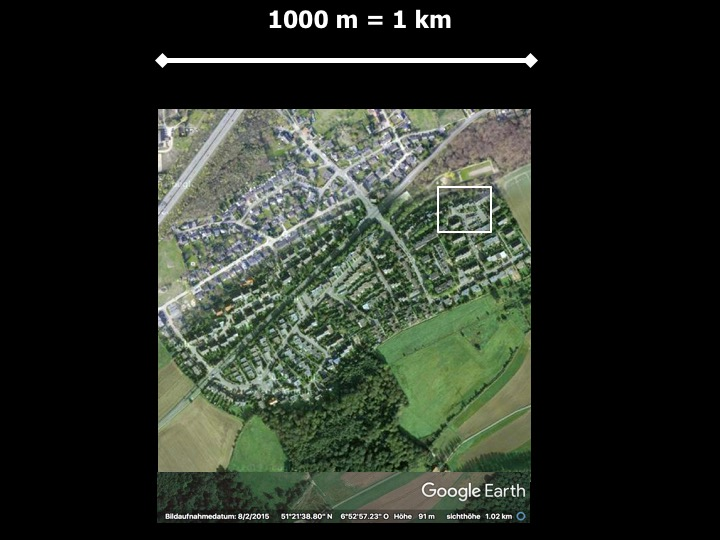 1000 m = 1 km
Google Earth
Bildaufnahmedatum: 8/2/2015 51°21'38.80" N 6°52'57.23" O Höhe 91 m sichthöhe 1.02 km